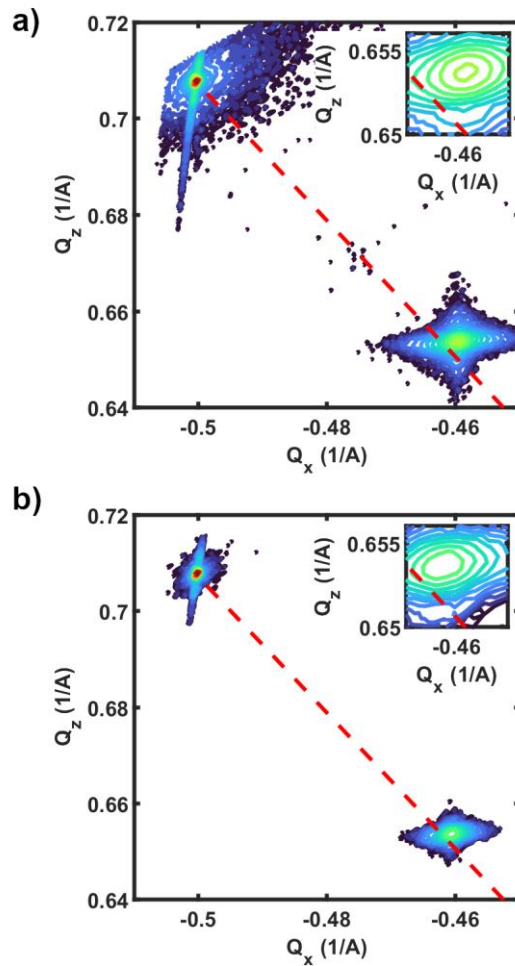 a)
0.72
0.7
0.68
0.66
0.64
Q_z (1/A)
-0.5
-0.48
-0.46
Q_x (1/A)
0.655
0.65
Q_z (1/A)
-0.46
Q_x (1/A)
b)
0.72
0.7
0.68
0.66
0.64
Q_z (1/A)
-0.5
-0.48
-0.46
Q_x (1/A)
0.655
0.65
Q_z (1/A)
-0.46
Q_x (1/A)